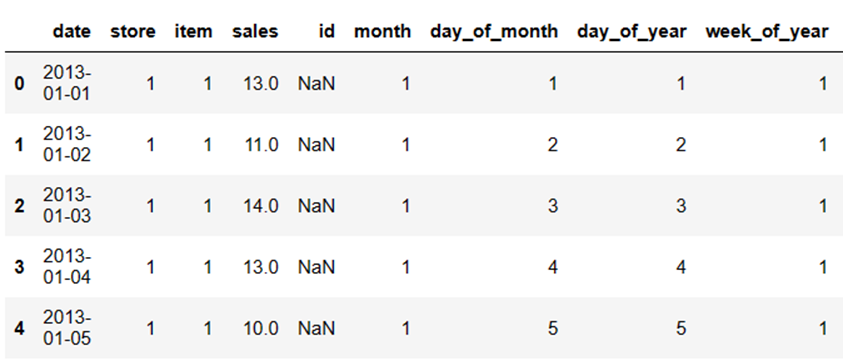 date store item sales id month day_of_month day_of_year week_of_year
0 2013-01-01 1 1 13.0 NaN 1 1 1 1
1 2013-01-02 1 1 11.0 NaN 1 2 2 1
2 2013-01-03 1 1 14.0 NaN 1 3 3 1
3 2013-01-04 1 1 13.0 NaN 1 4 4 1
4 2013-01-05 1 1 10.0 NaN 1 5 5 1